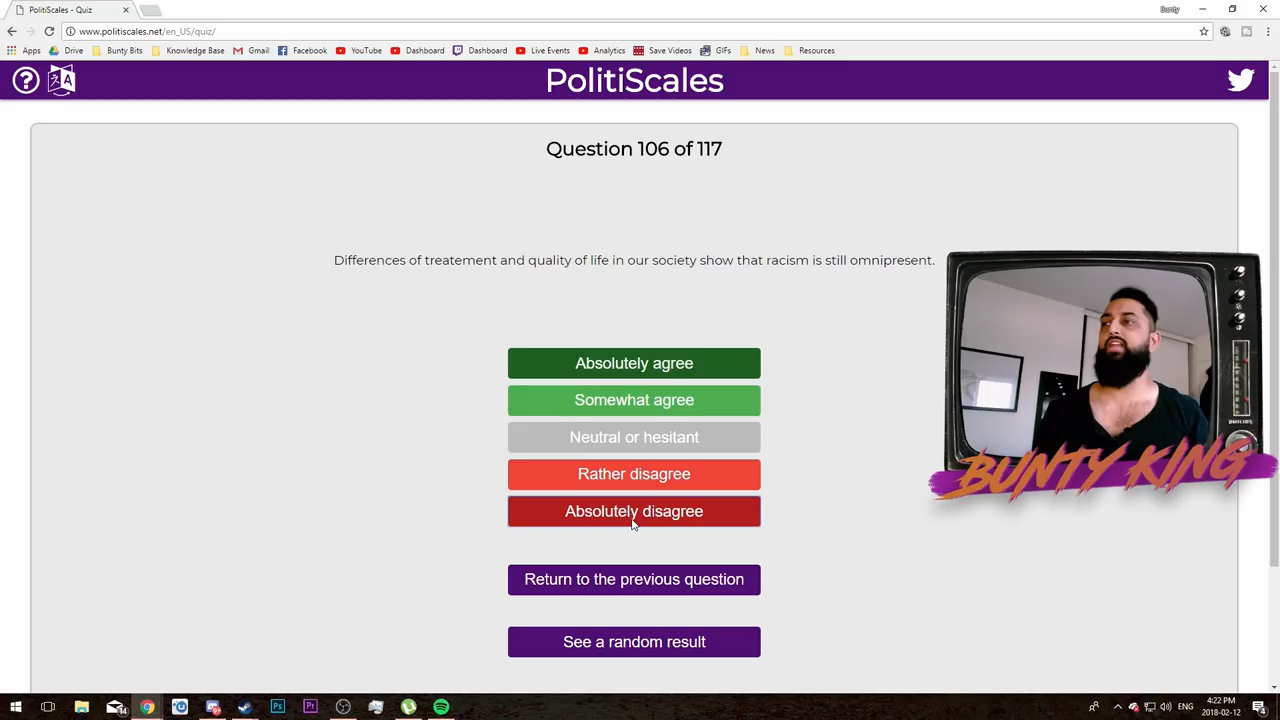 PolitiScales - Quiz
Bunty
www.politiscales.net/en_US/quiz/
Apps Drive Bunty Bits Knowledge Base Gmail Facebook YouTube Dashboard Dashboard Live Events Analytics Save Videos GIFs News Resources
PolitiScales
Question 106 of 117
Differences of treatement and quality of life in our society show that racism is still omnipresent.
Absolutely agree
Somewhat agree
Neutral or hesitant
Rather disagree
Absolutely disagree
Return to the previous question
See a random result
PHILIPS
BUNTY KING
4:22 PM
ENG
2018-02-12